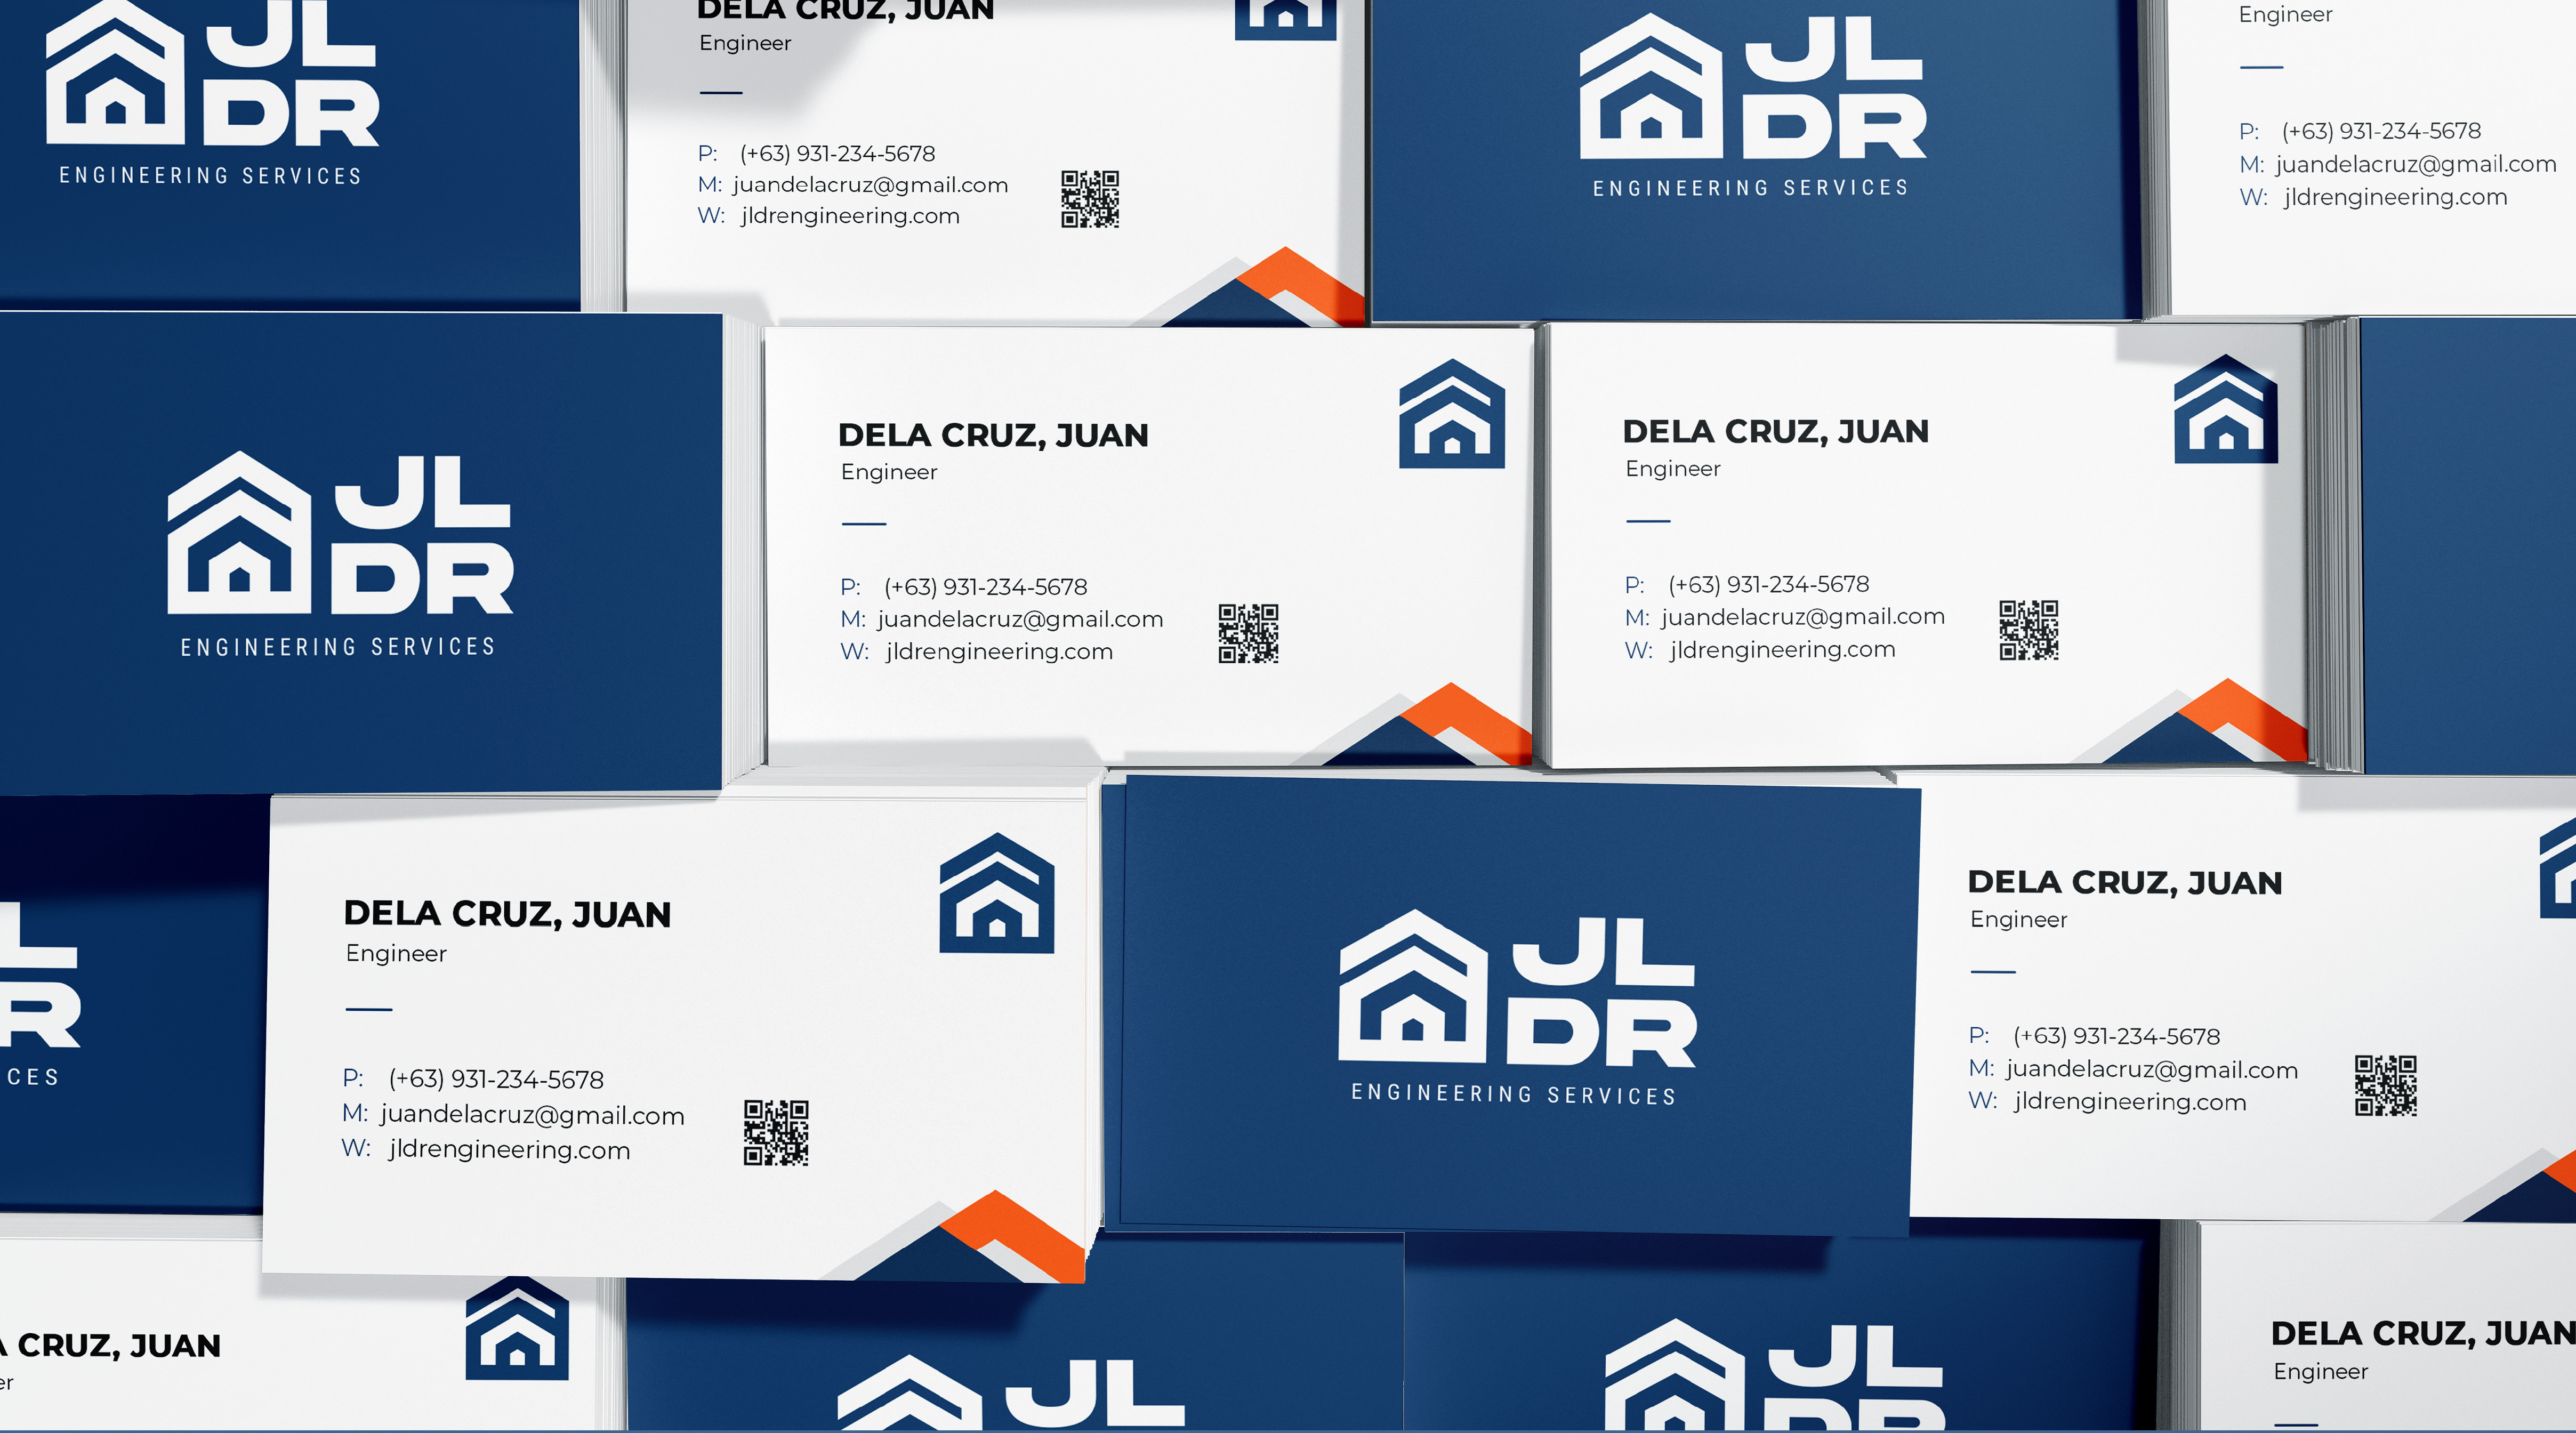 JL
DR
ENGINEERING SERVICES
DELA CRUZ, JUAN
Engineer
P: (+63) 931-234-5678
M: juandelacruz@gmail.com
W: jldrengineering.com
JL
DR
ENGINEERING SERVICES
Engineer
P: (+63) 931-234-5678
M: juandelacruz@gmail.com
W: jldrengineering.com
JL
DR
ENGINEERING SERVICES
DELA CRUZ, JUAN
Engineer
P: (+63) 931-234-5678
M: juandelacruz@gmail.com
W: jldrengineering.com
DELA CRUZ, JUAN
Engineer
P: (+63) 931-234-5678
M: juandelacruz@gmail.com
W: jldrengineering.com
L
R
CES
DELA CRUZ, JUAN
Engineer
P: (+63) 931-234-5678
M: juandelacruz@gmail.com
W: jldrengineering.com
JL
DR
ENGINEERING SERVICES
DELA CRUZ, JUAN
Engineer
P: (+63) 931-234-5678
M: juandelacruz@gmail.com
W: jldrengineering.com
A CRUZ, JUAN
er
JL
JL
DR
DELA CRUZ, JUAN
Engineer